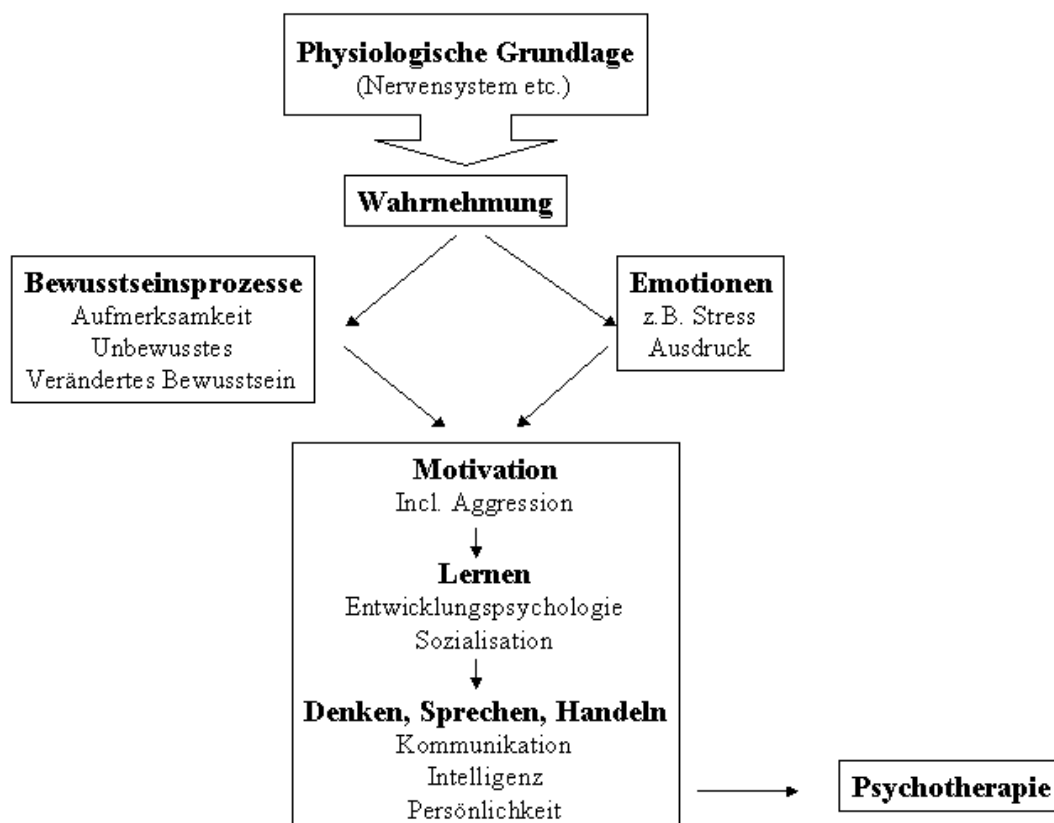 Physiologische Grundlage
(Nervensystem etc.)
Wahrnehmung
Bewusstseinsprozesse
Aufmerksamkeit
Unbewusstes
Verändertes Bewusstsein
Emotionen
z.B. Stress
Ausdruck
Motivation
Incl. Aggression
Lernen
Entwicklungspsychologie
Sozialisation
Denken, Sprechen, Handeln
Kommunikation
Intelligenz
Persönlichkeit
Psychotherapie